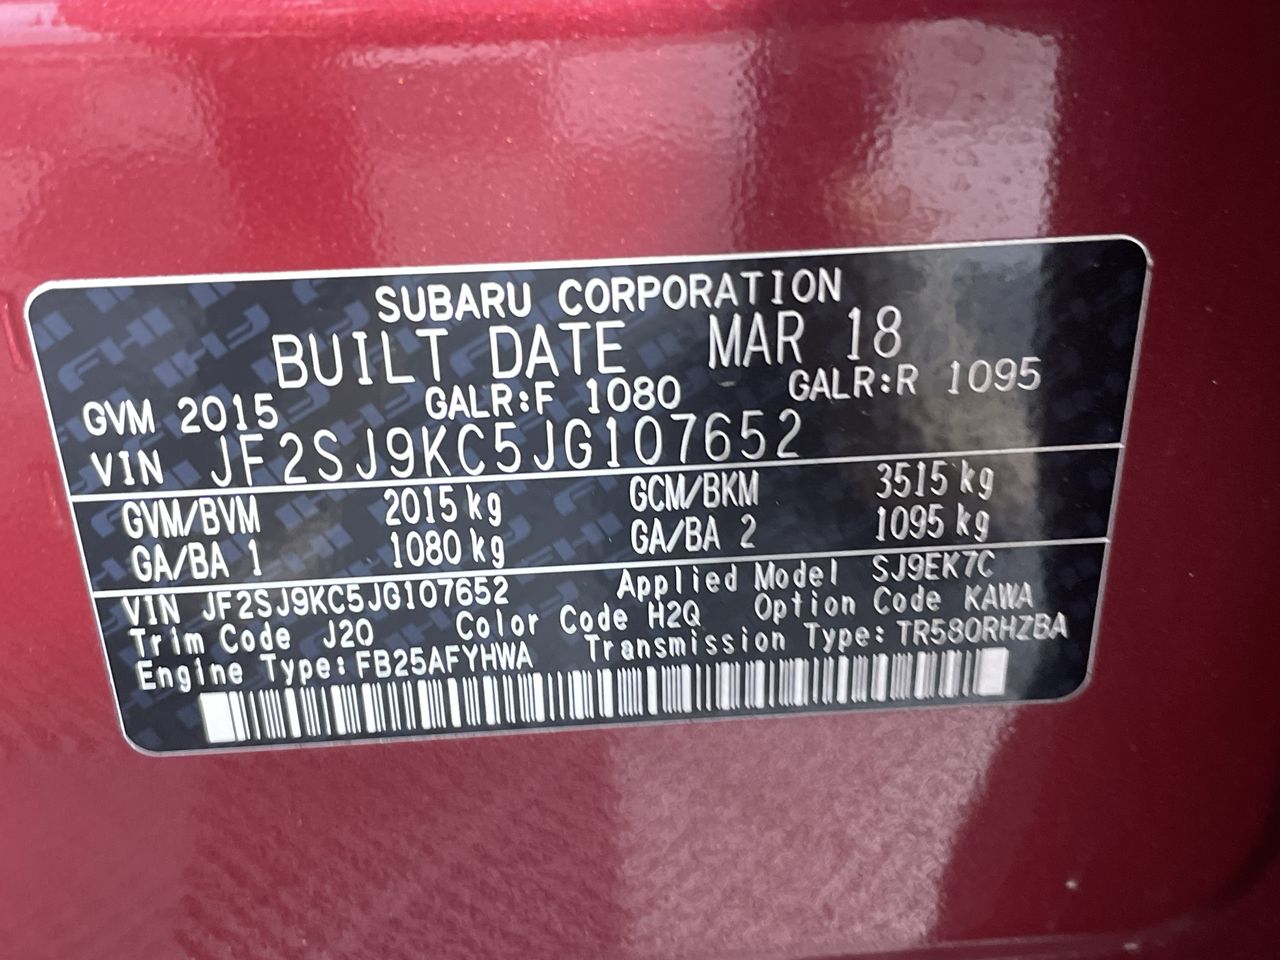 SUBARU CORPORATION
BUILT DATE MAR 18
GVM 2015 GALR:F 1080 GALR:R 1095
VIN JF2SJ9KC5JG107652
GVM/BVM 2015 kg GCM/BKM 3515 kg
GA/BA 1 1080 kg GA/BA 2 1095 kg
VIN JF2SJ9KC5JG107652 Applied Model SJ9EK7C
Trim Code J20 Color Code H2Q Option Code KAWA
Engine Type: FB25AFYHWA Transmission Type: TR580RHZBA